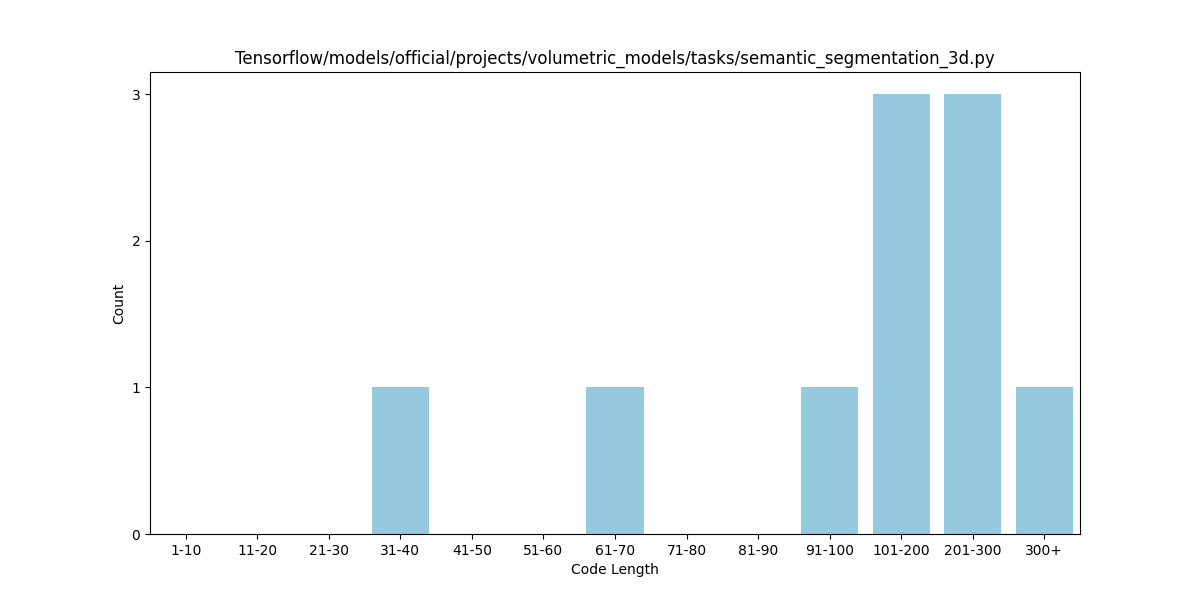 Tensorflow/models/official/projects/volumetric_models/tasks/semantic_segmentation_3d.py
3
2
1
0
Count
1-10 11-20 21-30 31-40 41-50 51-60 61-70 71-80 81-90 91-100 101-200 201-300 300+
Code Length